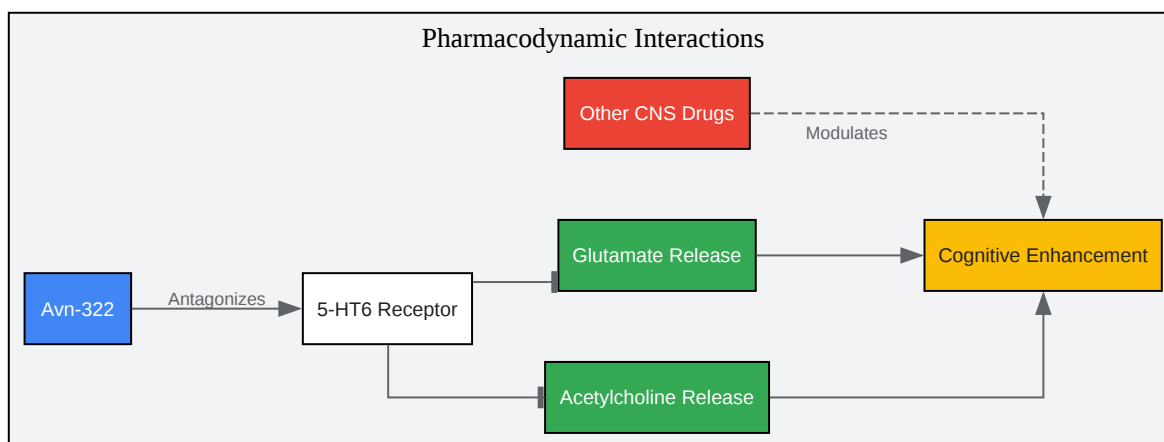 Pharmacodynamic Interactions
Other CNS Drugs
Modulates
Glutamate Release
Cognitive Enhancement
Avn-322
Antagonizes
5-HT6 Receptor
Acetylcholine Release